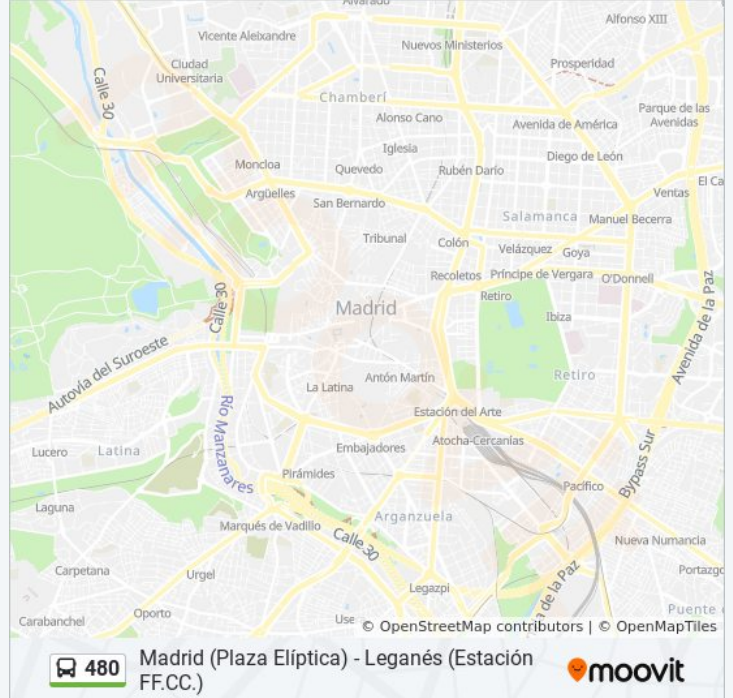 Alvarado
Alfonso XIII
Vicente Aleixandre
Nuevos Ministerios
Ciudad
Universitaria
Prosperidad
Calle 30
Chamberí
Parque de las
Avenidas
Alonso Cano
Avenida de América
Iglesia
Diego de León
Moncloa
Quevedo
Rubén Darío
El Ca
Argüelles
Ventas
San Bernardo
Salamanca
Manuel Becerra
Tribunal
Colón
Velázquez
Goya
Recoletos
Príncipe de Vergara
O'Donnell
Retiro
Calle 30
Madrid
Ibiza
Avenida de la Paz
Autovía del Suroeste
Antón Martín
Retiro
La Latina
Estación del Arte
Río Manzanares
Atocha-Cercanías
Embajadores
Lucero
Latina
Bypass Sur
Pirámides
Pacífico
Laguna
Arganzuela
Marqués de Vadillo
Calle 30
Nueva Numancia
Carpetana
Urgel
Portazgo
Legazpi
a de la Paz
Oporto
Puente
Carabanchel
Use
© OpenStreetMap contributors | © OpenMapTiles
480
Madrid (Plaza Elíptica) - Leganés (Estación
FF.CC.)
moovit